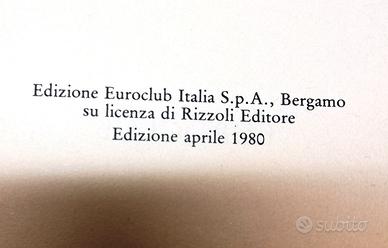 Edizione Euroclub Italia S.p.A., Bergamo
su licenza di Rizzoli Editore
Edizione aprile 1980
subito